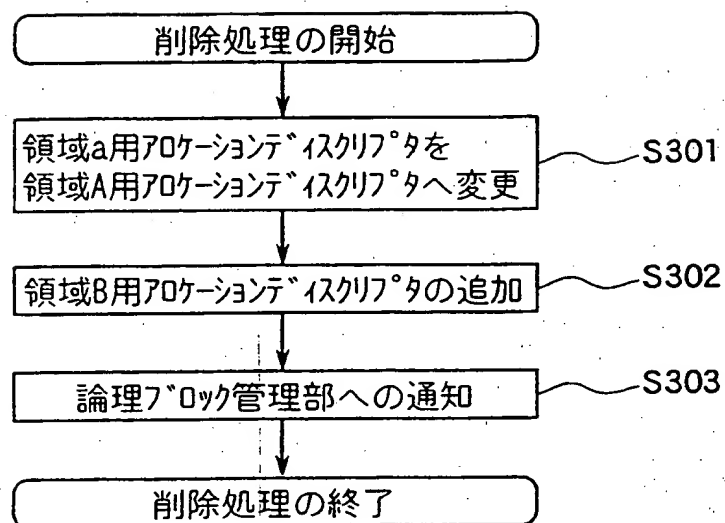 削除処理の開始
領域a用ｱﾛｹｰｼｮﾝﾃﾞｨｽｸﾘﾌﾟﾀを
領域A用ｱﾛｹｰｼｮﾝﾃﾞｨｽｸﾘﾌﾟﾀへ変更
S301
領域B用ｱﾛｹｰｼｮﾝﾃﾞｨｽｸﾘﾌﾟﾀの追加
S302
論理ﾌﾞﾛｯｸ管理部への通知
S303
削除処理の終了